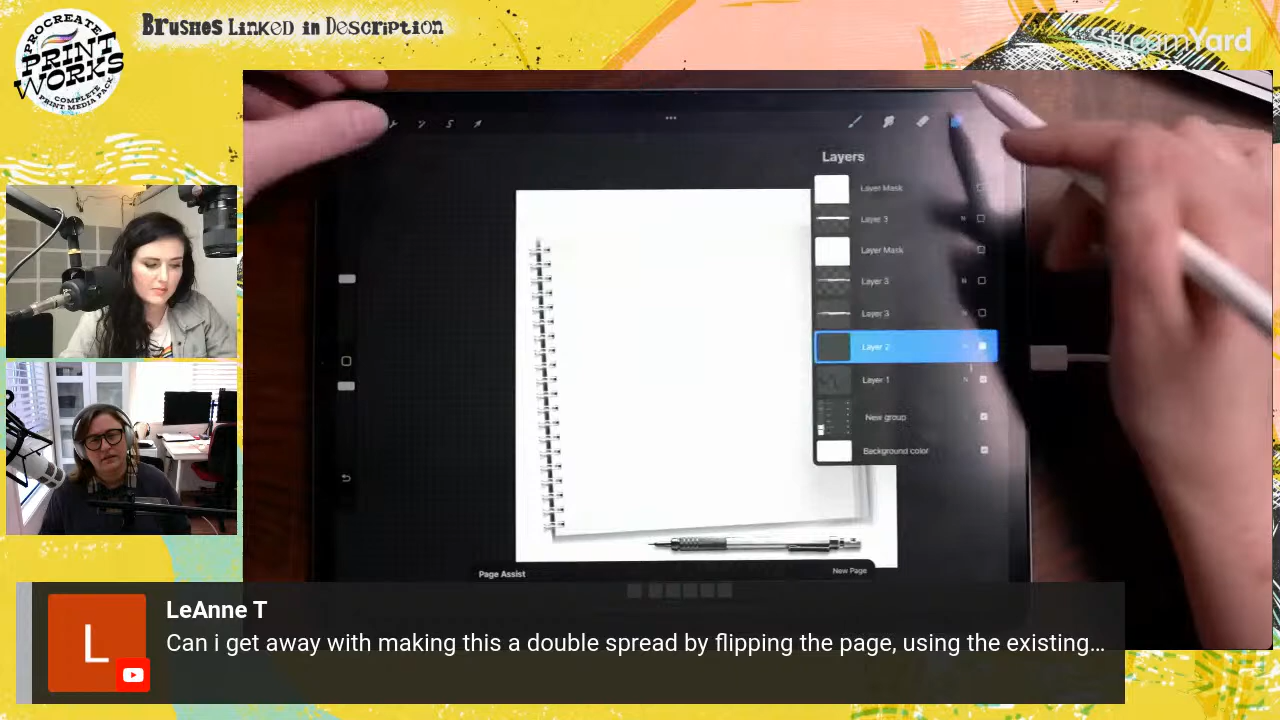 PROCREATE
PRINT
WORKS
COMPLETE
PRINT MEDIA PACK
Brushes Linked in Description
StreamYard
Layers
Layer Mask
Layer 3
Layer Mask
Layer 3
Layer 3
Layer 2
Layer 1
New group
Background color
Page Assist
New Page
L
LeAnne T
Can i get away with making this a double spread by flipping the page, using the existing...